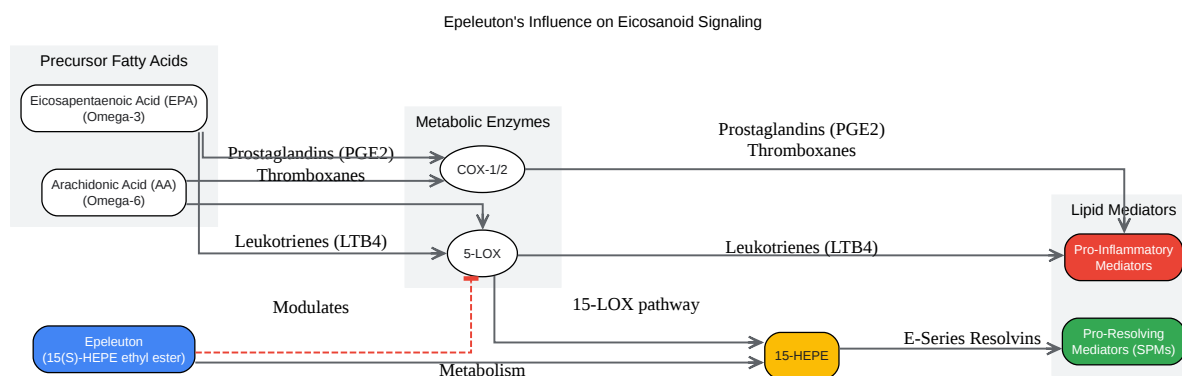 Epeleuton's Influence on Eicosanoid Signaling
Precursor Fatty Acids
Eicosapentaenoic Acid (EPA)
(Omega-3)
Arachidonic Acid (AA)
(Omega-6)
Prostaglandins (PGE2)
Thromboxanes
Leukotrienes (LTB4)
Metabolic Enzymes
COX-1/2
5-LOX
Prostaglandins (PGE2)
Thromboxanes
Leukotrienes (LTB4)
Lipid Mediators
Pro-Inflammatory
Mediators
Modulates
15-LOX pathway
Epeleuton
(15(S)-HEPE ethyl ester)
Metabolism
15-HEPE
E-Series Resolvins
Pro-Resolving
Mediators (SPMs)